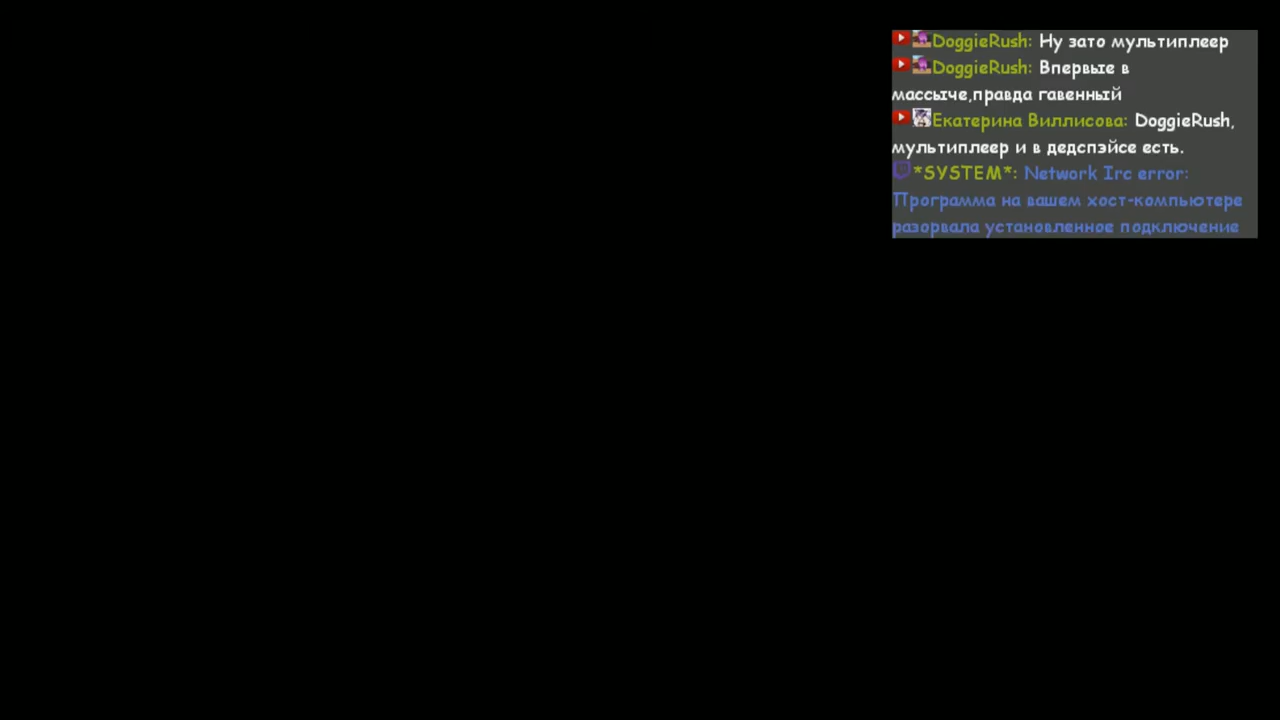 DoggieRush: Ну зато мультиплеер
DoggieRush: Впервые в
массыче,правда гавенный
Екатерина Виллисова: DoggieRush,
мультиплеер и в дедспэйсе есть.
*SYSTEM*: Network Irc error:
Программа на вашем хост-компьютере
разорвала установленное подключение